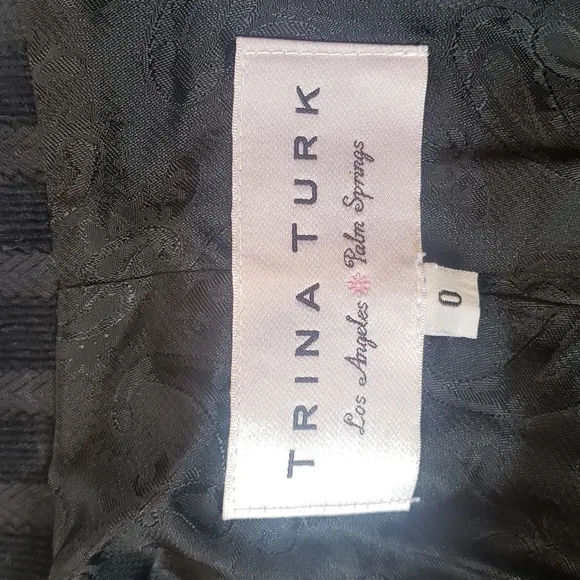 TRINA TURK
Los Angeles Palm Springs
0